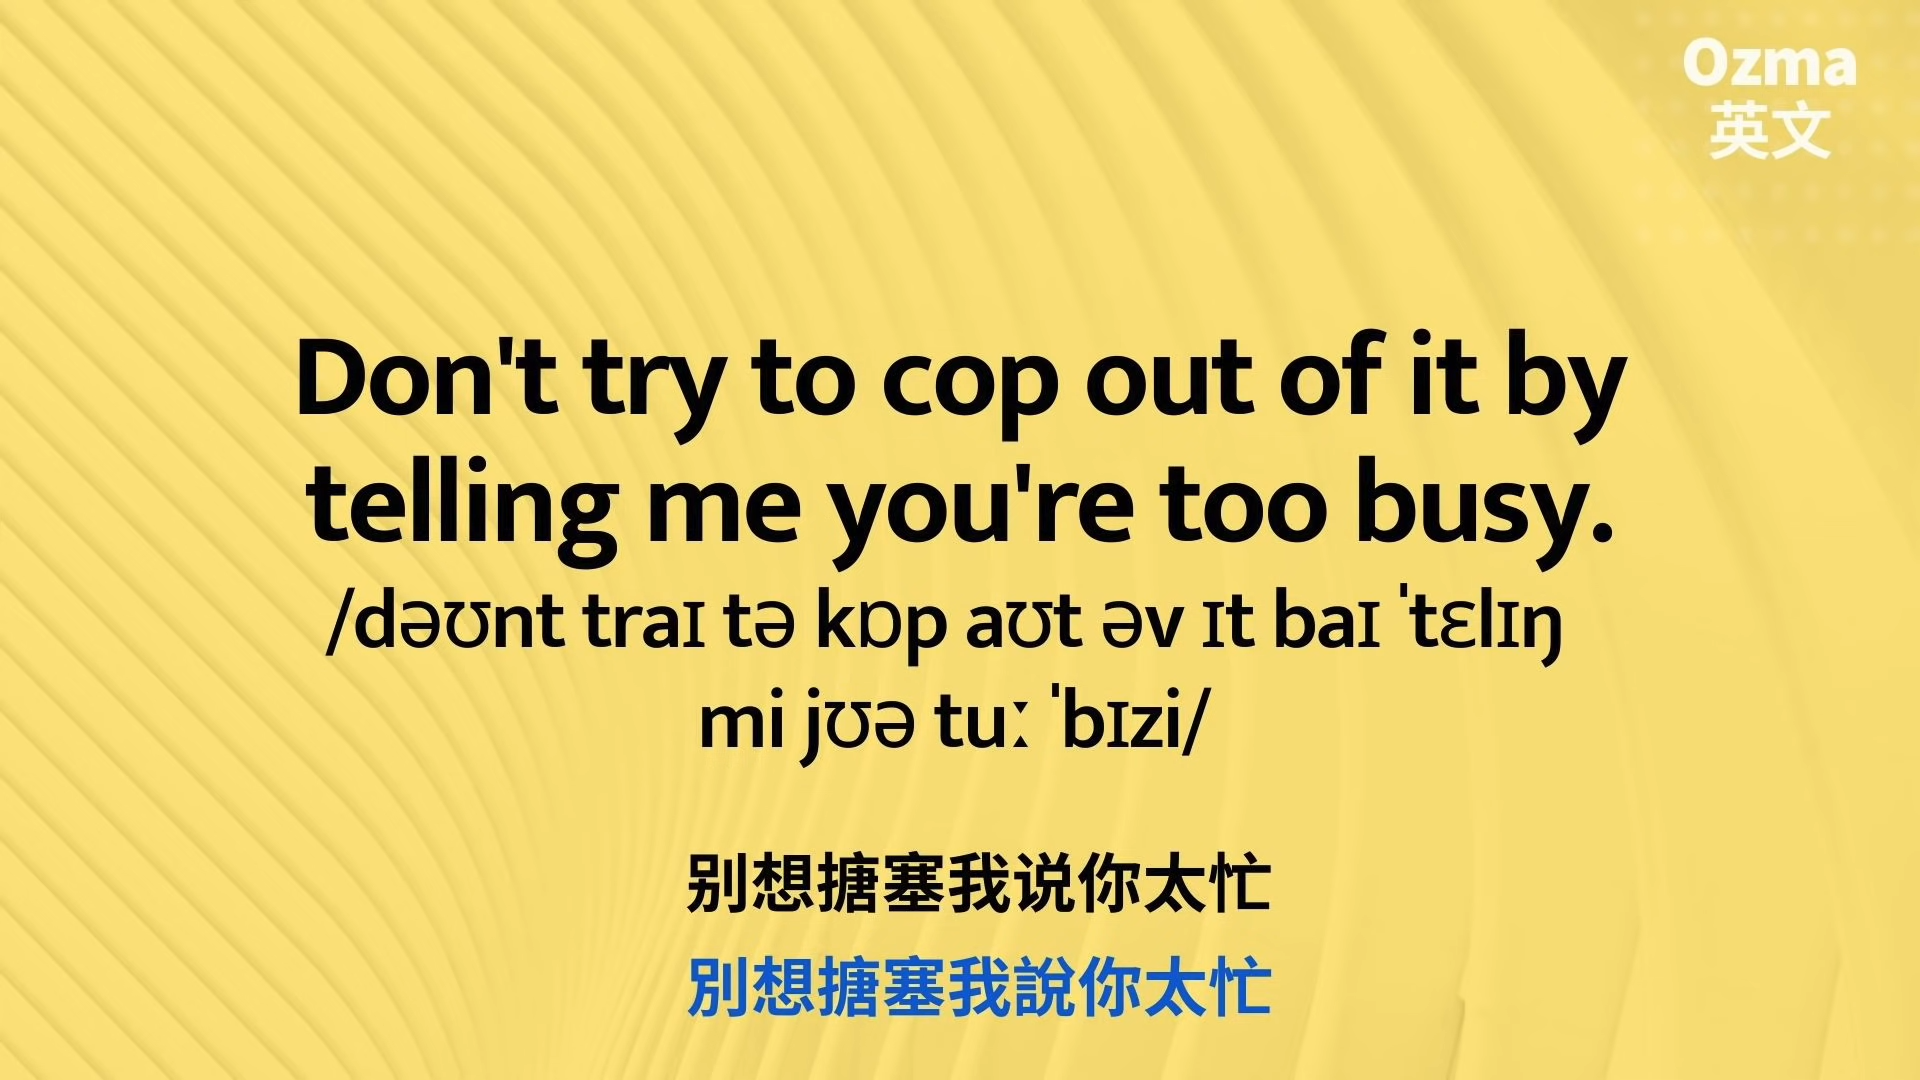 Ozma
英文
Don't try to cop out of it by
telling me you're too busy.
/dəʊnt traɪ tə kɒp aʊt əv ɪt baɪ ˈtɛlɪŋ
mi jʊə tuː ˈbɪzi/
别想搪塞我说你太忙
別想搪塞我說你太忙